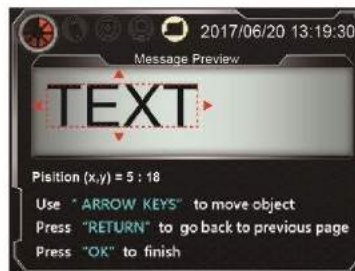 2017/06/20 13:19:30
Message Preview
TEXT
Pisition (x,y) = 5 : 18
Use " ARROW KEYS" to move object
Press "RETURN" to go back to previous page
Press "OK" to finish